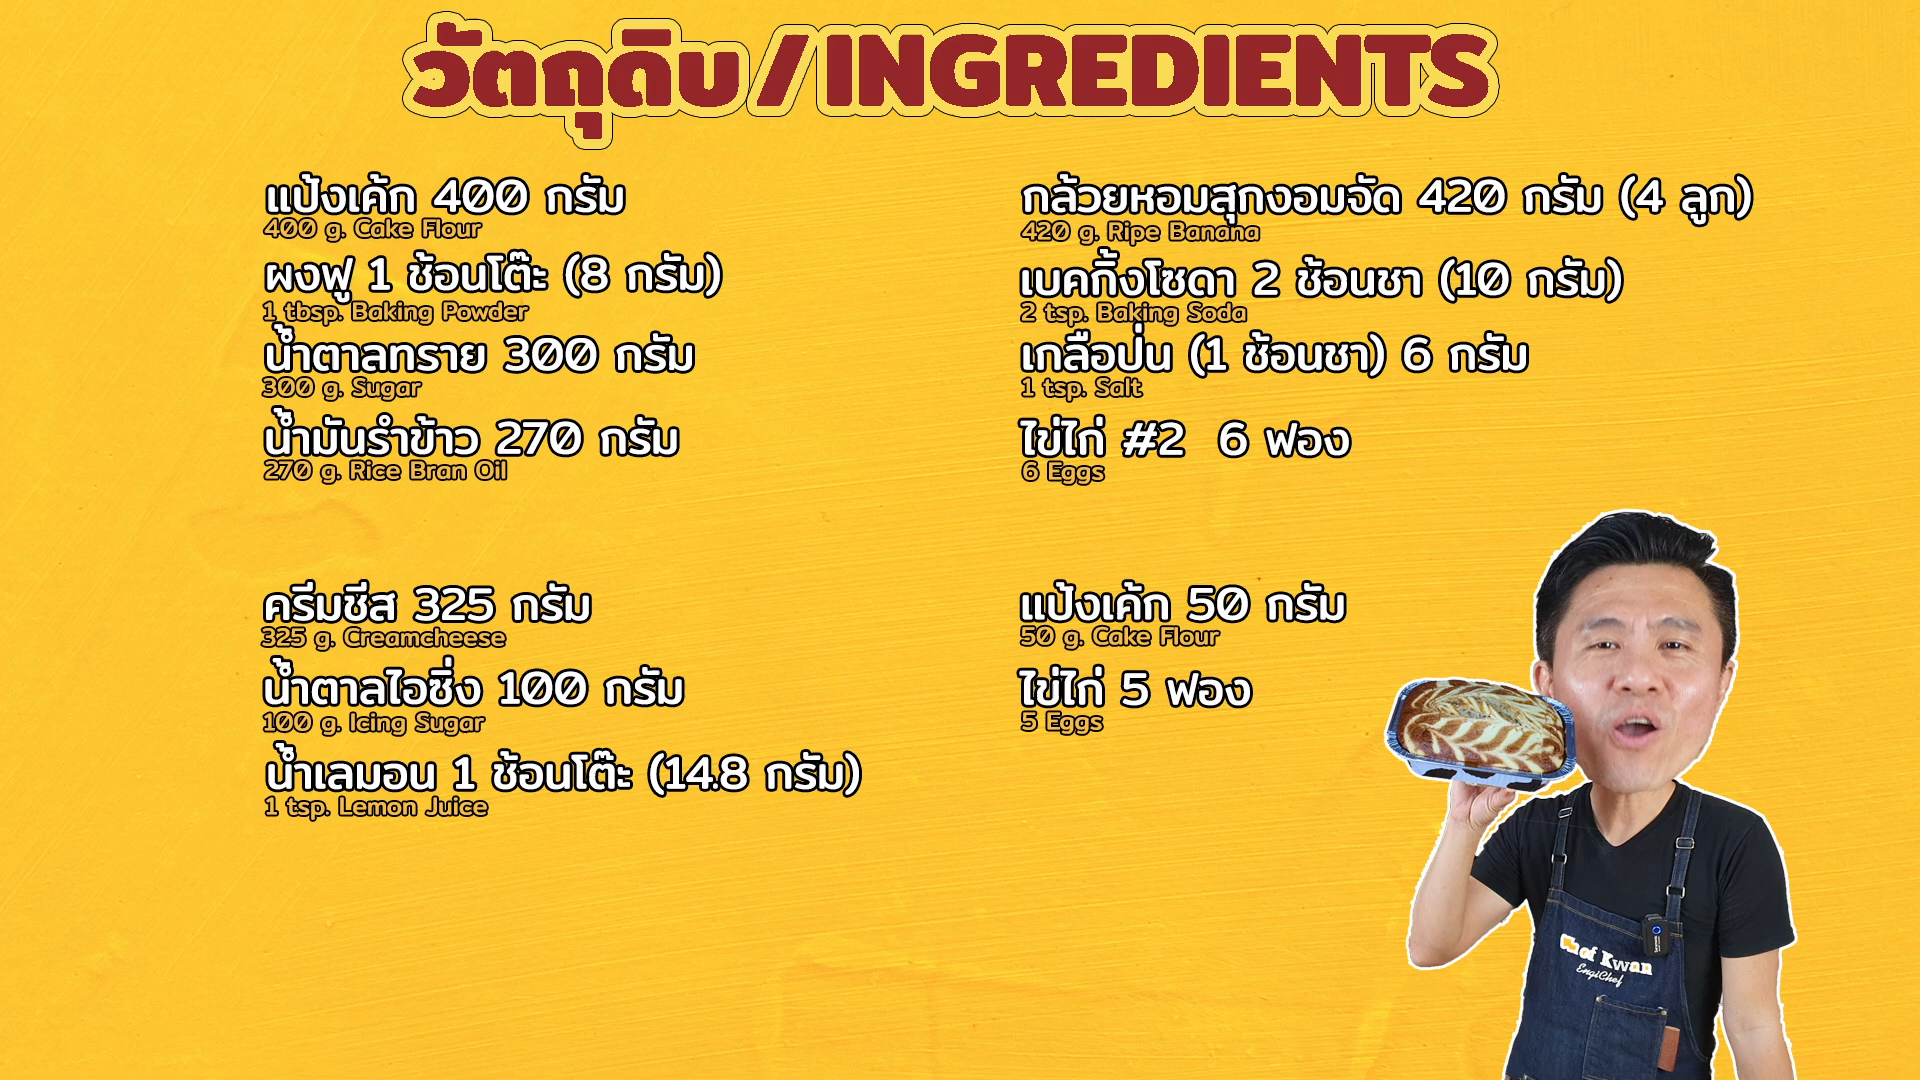 วัตถุดิบ/INGREDIENTS
แป้งเค้ก 400 กรัม
400 g. Cake Flour
ผงฟู 1 ช้อนโต๊ะ (8 กรัม)
1 tbsp. Baking Powder
น้ำตาลทราย 300 กรัม
300 g. Sugar
น้ำมันรำข้าว 270 กรัม
270 g. Rice Bran Oil
กล้วยหอมสุกงอมจัด 420 กรัม (4 ลูก)
420 g. Ripe Banana
เบคกิ้งโซดา 2 ช้อนชา (10 กรัม)
2 tsp. Baking Soda
เกลือป่น (1 ช้อนชา) 6 กรัม
1 tsp. Salt
ไข่ไก่ #2 6 ฟอง
6 Eggs
ครีมชีส 325 กรัม
325 g. Creamcheese
น้ำตาลไอซิ่ง 100 กรัม
100 g. Icing Sugar
น้ำเลมอน 1 ช้อนโต๊ะ (14.8 กรัม)
1 tsp. Lemon Juice
แป้งเค้ก 50 กรัม
50 g. Cake Flour
ไข่ไก่ 5 ฟอง
5 Eggs
Chef Kwan
EngiChef